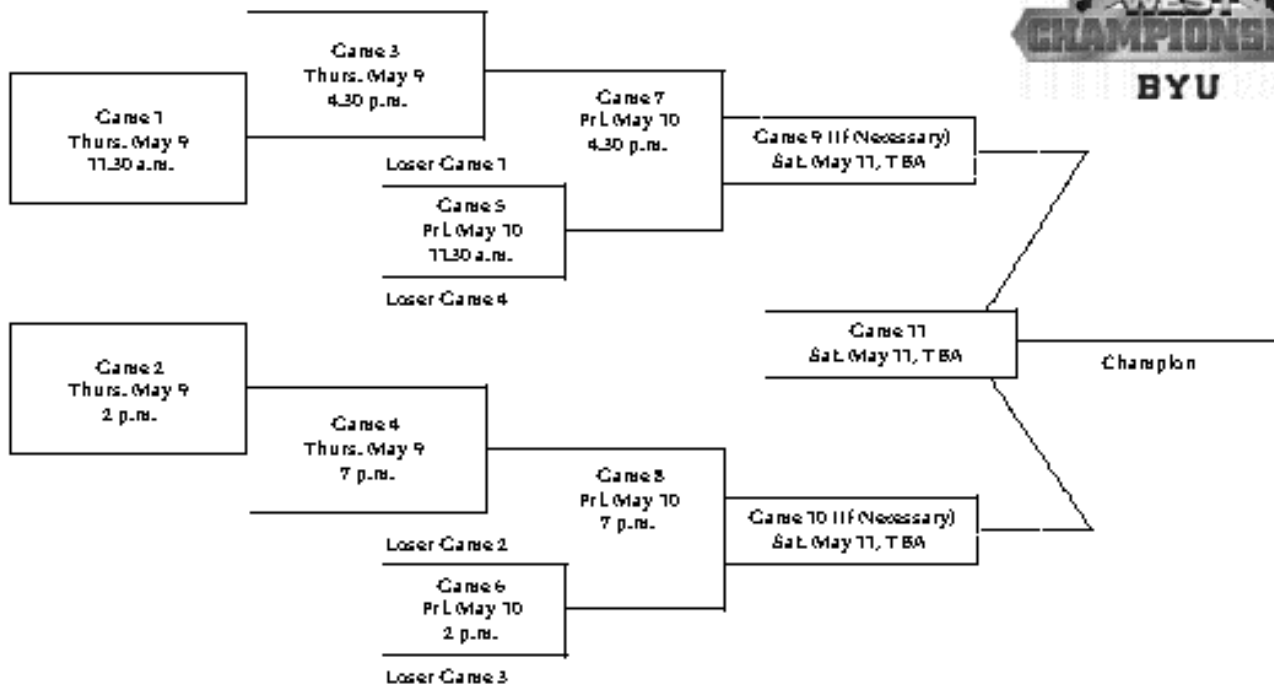 WEST
CHAMPIONS
BYU
Game 3
Thurs. May 9
4.30 p.m.
Game 1
Thurs. May 9
11.30 a.m.
Game 7
Fri. May 10
4.30 p.m.
Game 9 (If Necessary)
Sat. May 11, TBA
Loser Game 1
Game 5
Fri. May 10
11.30 a.m.
Loser Game 4
Game 11
Sat. May 11, TBA
Champion
Game 2
Thurs. May 9
2 p.m.
Game 4
Thurs. May 9
7 p.m.
Game 8
Fri. May 10
7 p.m.
Game 10 (If Necessary)
Sat. May 11, TBA
Loser Game 2
Game 6
Fri. May 10
2 p.m.
Loser Game 3